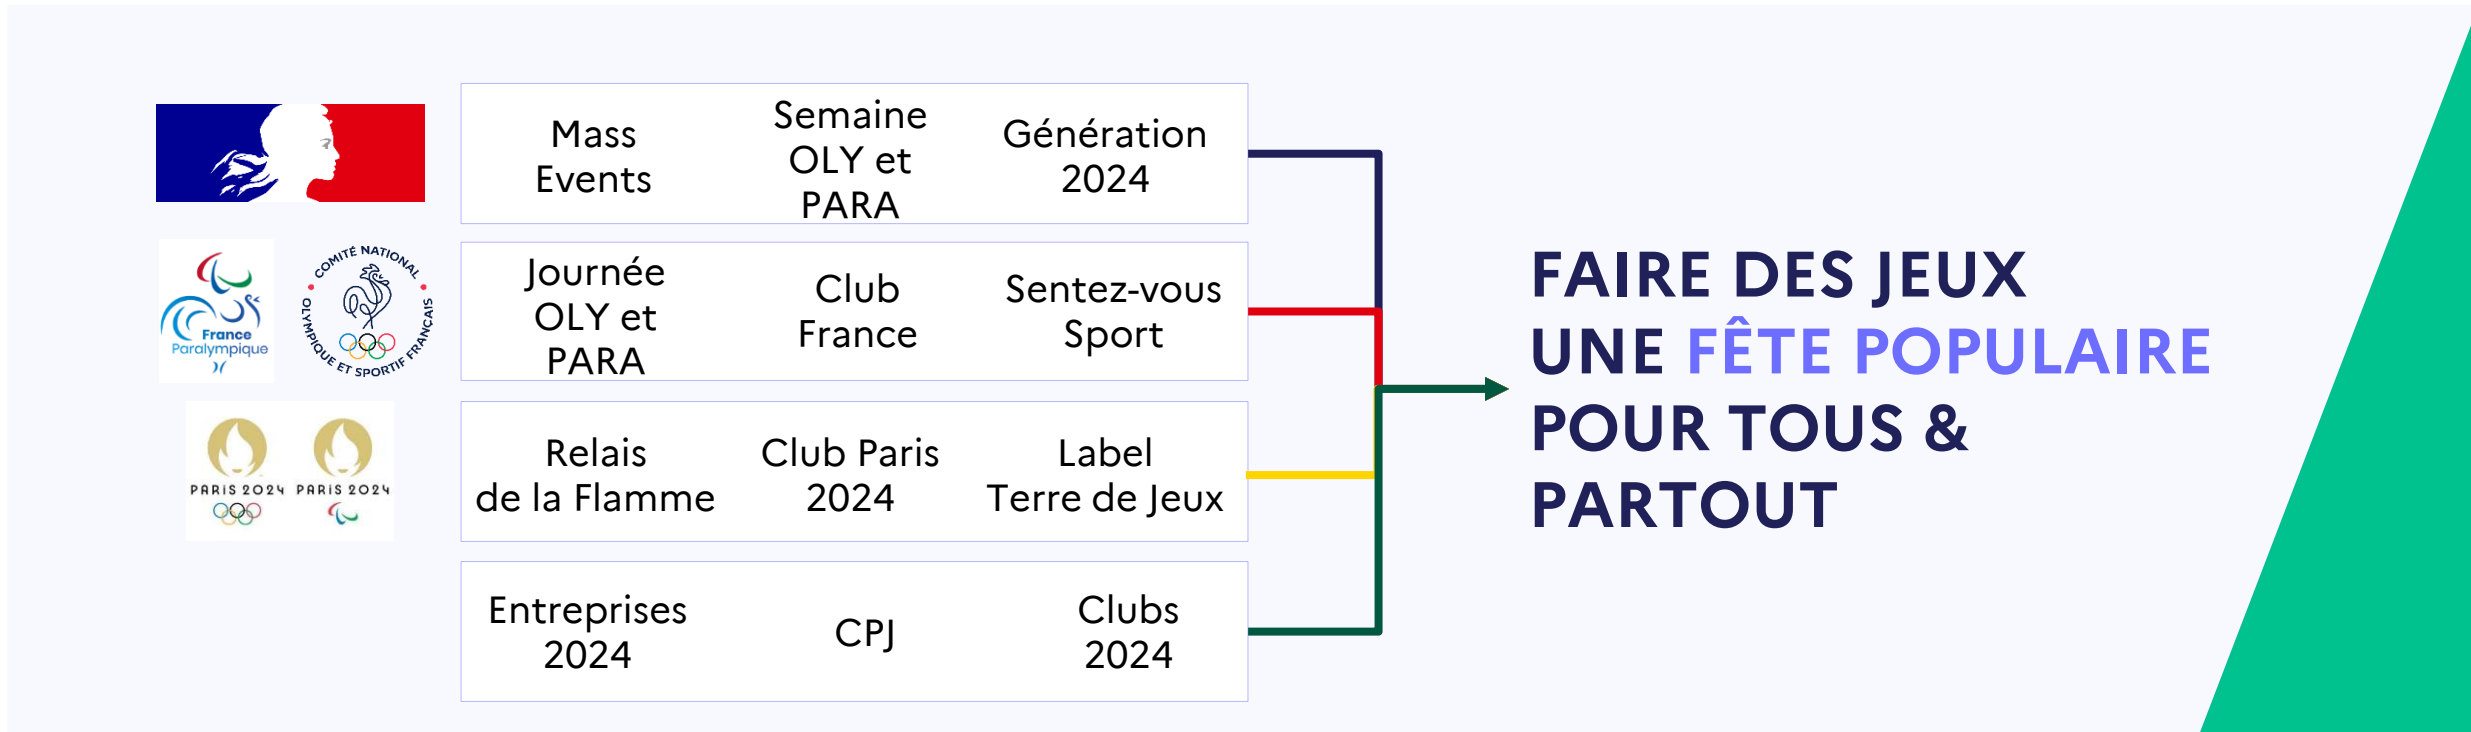 Mass
Events
Semaine
OLY et
PARA
Génération
2024
France
Paralympique
COMITÉ NATIONAL
OLYMPIQUE ET SPORTIF FRANÇAIS
Journée
OLY et
PARA
Club
France
Sentez-vous
Sport
PARIS 2024
PARIS 2024
Relais
de la Flamme
Club Paris
2024
Label
Terre de Jeux
Entreprises
2024
CPJ
Clubs
2024
FAIRE DES JEUX
UNE FÊTE POPULAIRE
POUR TOUS &
PARTOUT